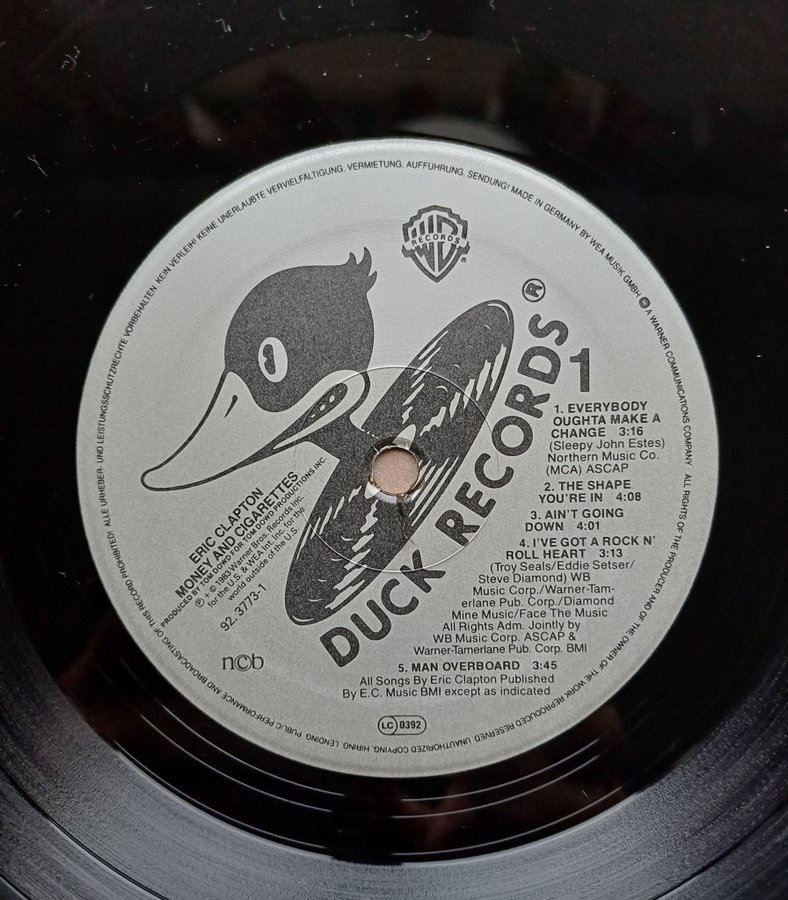 ALLE URHEBER- UND LEISTUNGSSCHUTZRECHTE VORBEHALTEN. KEIN VERLEIH! KEINE UNERLAUBTE VERVIELFÄLTIGUNG, VERMIETUNG, AUFFÜHRUNG, SENDUNG! MADE IN GERMANY BY WEA MUSIK GMBH W A WARNER COMMUNICATIONS COMPANY · ALL RIGHTS OF THE PRODUCER AND OF THE OWNER OF THE WORK REPRODUCED RESERVED. UNAUTHORIZED COPYING, HIRING, LENDING, PUBLIC PERFORMANCE AND BROADCASTING OF THIS RECORD PROHIBITED!
WB
RECORDS
®
DUCK RECORDS®
1
1. EVERYBODY
OUGHTA MAKE A
CHANGE 3:16
(Sleepy John Estes)
Northern Music Co.
(MCA) ASCAP
2. THE SHAPE
YOU'RE IN 4:08
3. AIN'T GOING
DOWN 4:01
4. I'VE GOT A ROCK N'
ROLL HEART 3:13
(Troy Seals/Eddie Setser/
Steve Diamond) WB
Music Corp./Warner-Tam-
erlane Pub. Corp./Diamond
Mine Music/Face The Music
All Rights Adm. Jointly by
WB Music Corp. ASCAP &
Warner-Tamerlane Pub. Corp. BMI
5. MAN OVERBOARD 3:45
All Songs By Eric Clapton Published
By E.C. Music BMI except as indicated
ERIC CLAPTON
MONEY AND CIGARETTES
PRODUCED BY TOM DOWD FOR TOM DOWD PRODUCTIONS INC.
℗ + © 1983 Warner Bros. Records Inc.
for the U.S. & WEA Int. Inc. for the
world outside of the U.S.
92. 3773-1
ncb
LC 0392